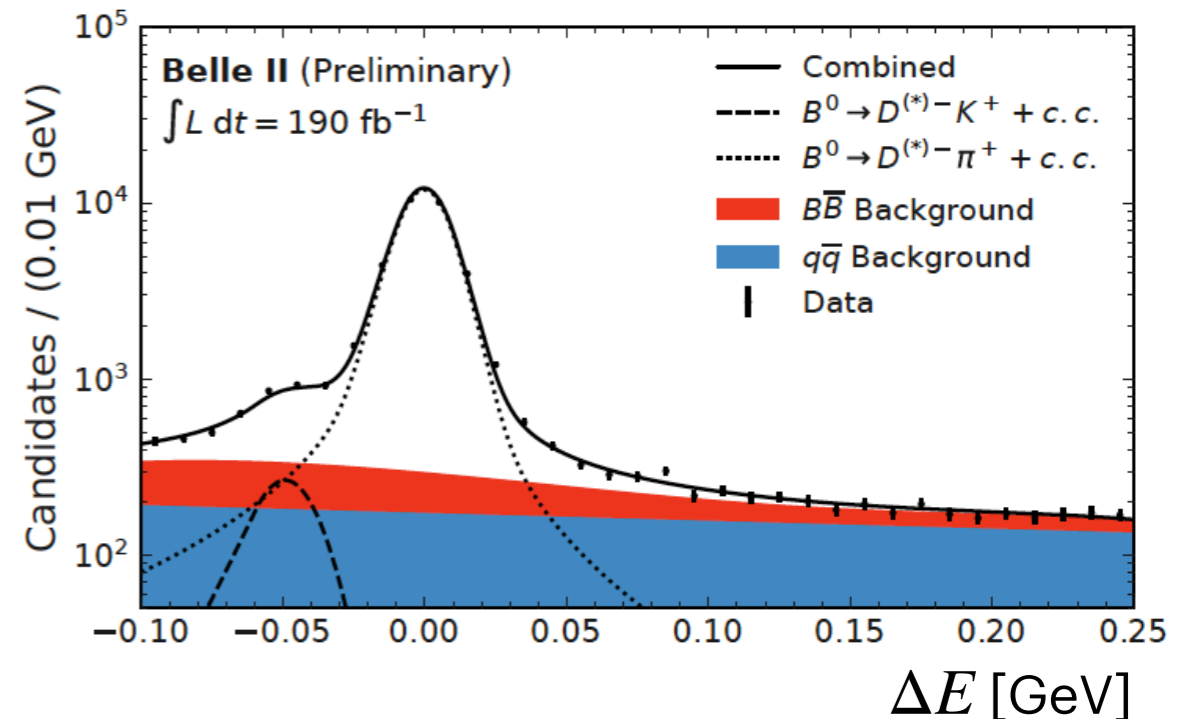 10⁵
Belle II (Preliminary)
∫L dt = 190 fb⁻¹
Combined
B⁰ → D⁽*⁾⁻K⁺ + c.c.
B⁰ → D⁽*⁾⁻π⁺ + c.c.
BB̅ Background
qq̅ Background
Data
Candidates / (0.01 GeV)
10⁴
10³
10²
−0.10 −0.05 0.00 0.05 0.10 0.15 0.20 0.25
ΔE [GeV]